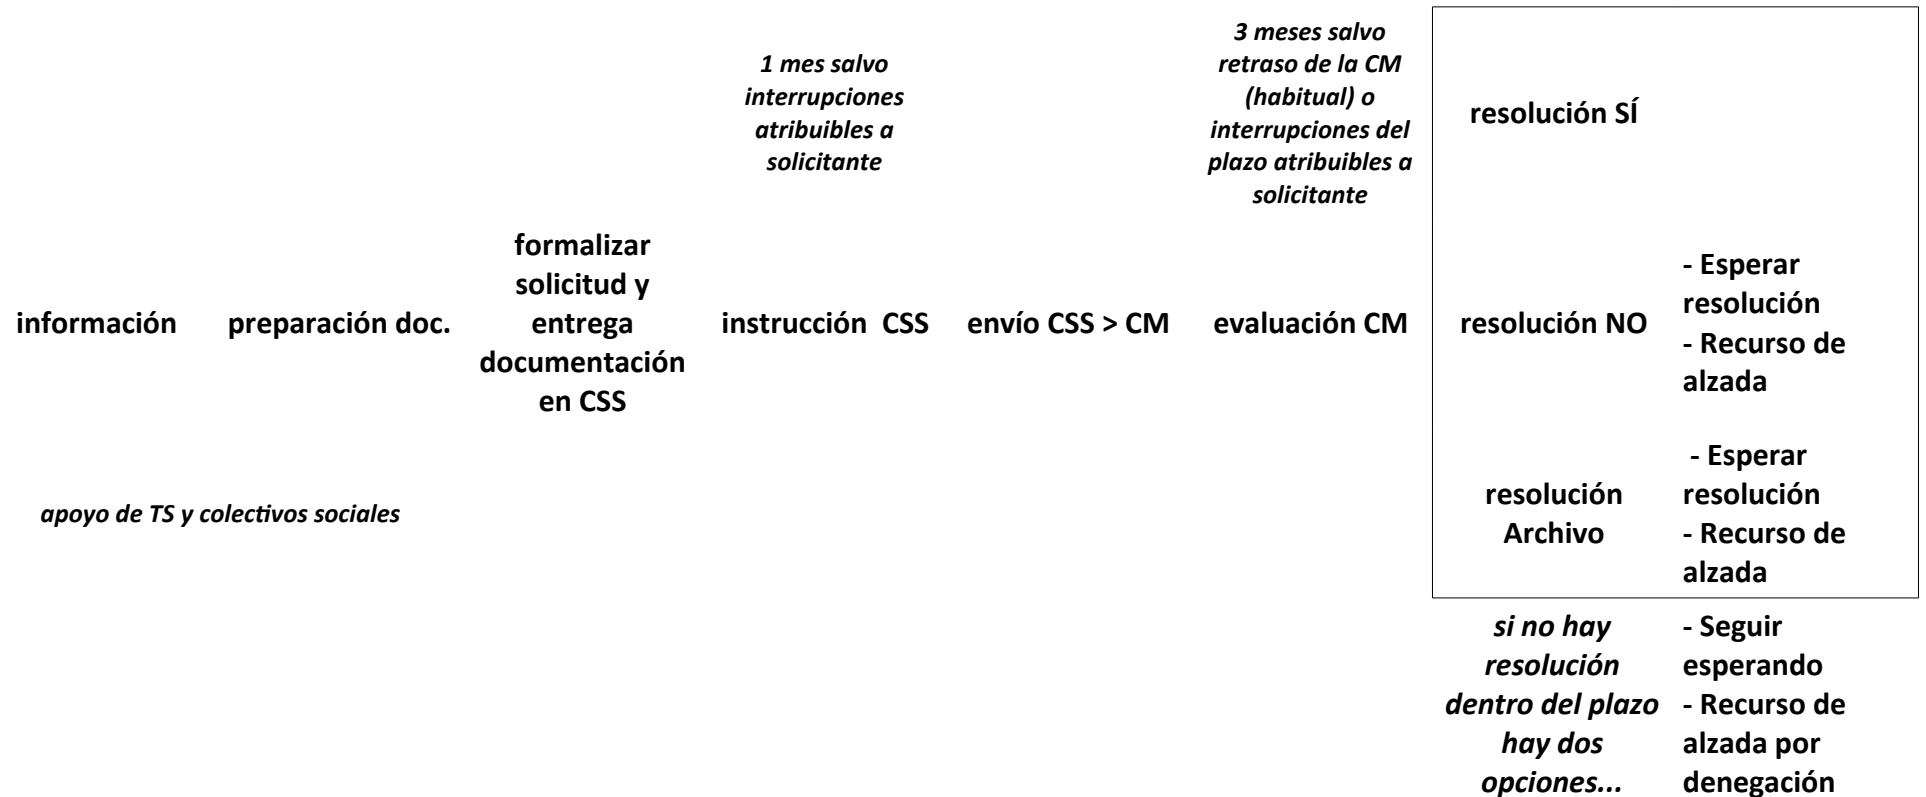 1 mes salvo
interrupciones
atribuibles a
solicitante
3 meses salvo
retraso de la CM
(habitual) o
interrupciones del
plazo atribuibles a
solicitante
resolución SÍ
información
preparación doc.
formalizar
solicitud y
entrega
documentación
en CSS
instrucción CSS
envío CSS > CM
evaluación CM
resolución NO
- Esperar
resolución
- Recurso de
alzada
apoyo de TS y colectivos sociales
resolución
Archivo
- Esperar
resolución
- Recurso de
alzada
si no hay
resolución
dentro del plazo
hay dos
opciones...
- Seguir
esperando
- Recurso de
alzada por
denegación